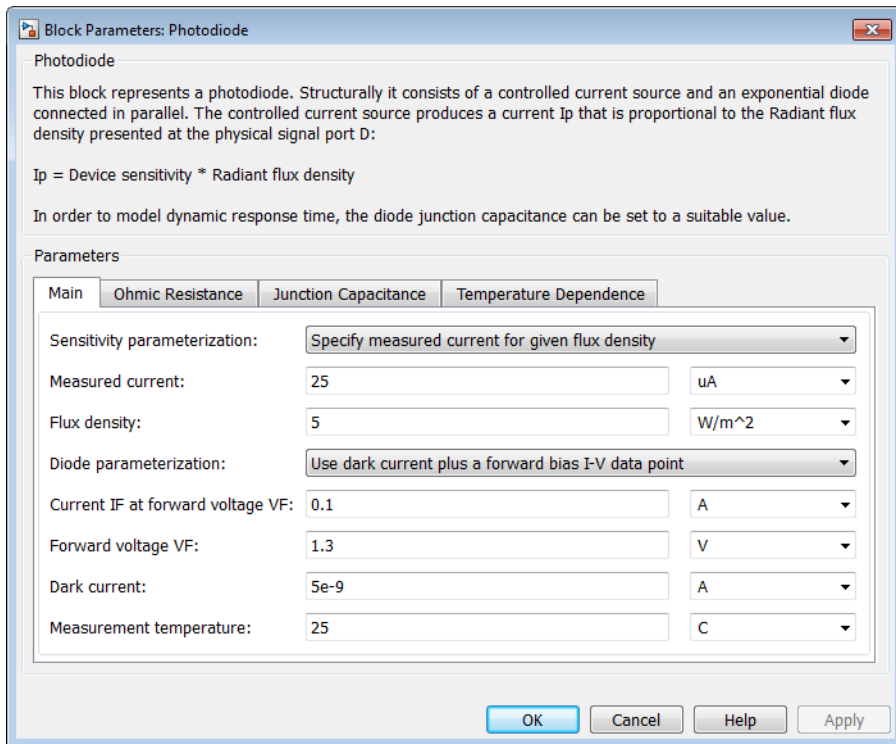 Block Parameters: Photodiode
Photodiode
This block represents a photodiode. Structurally it consists of a controlled current source and an exponential diode
connected in parallel. The controlled current source produces a current Ip that is proportional to the Radiant flux
density presented at the physical signal port D:
Ip = Device sensitivity * Radiant flux density
In order to model dynamic response time, the diode junction capacitance can be set to a suitable value.
Parameters
Main Ohmic Resistance Junction Capacitance Temperature Dependence
Sensitivity parameterization: Specify measured current for given flux density
Measured current: 25 uA
Flux density: 5 W/m^2
Diode parameterization: Use dark current plus a forward bias I-V data point
Current IF at forward voltage VF: 0.1 A
Forward voltage VF: 1.3 V
Dark current: 5e-9 A
Measurement temperature: 25 C
OK Cancel Help Apply